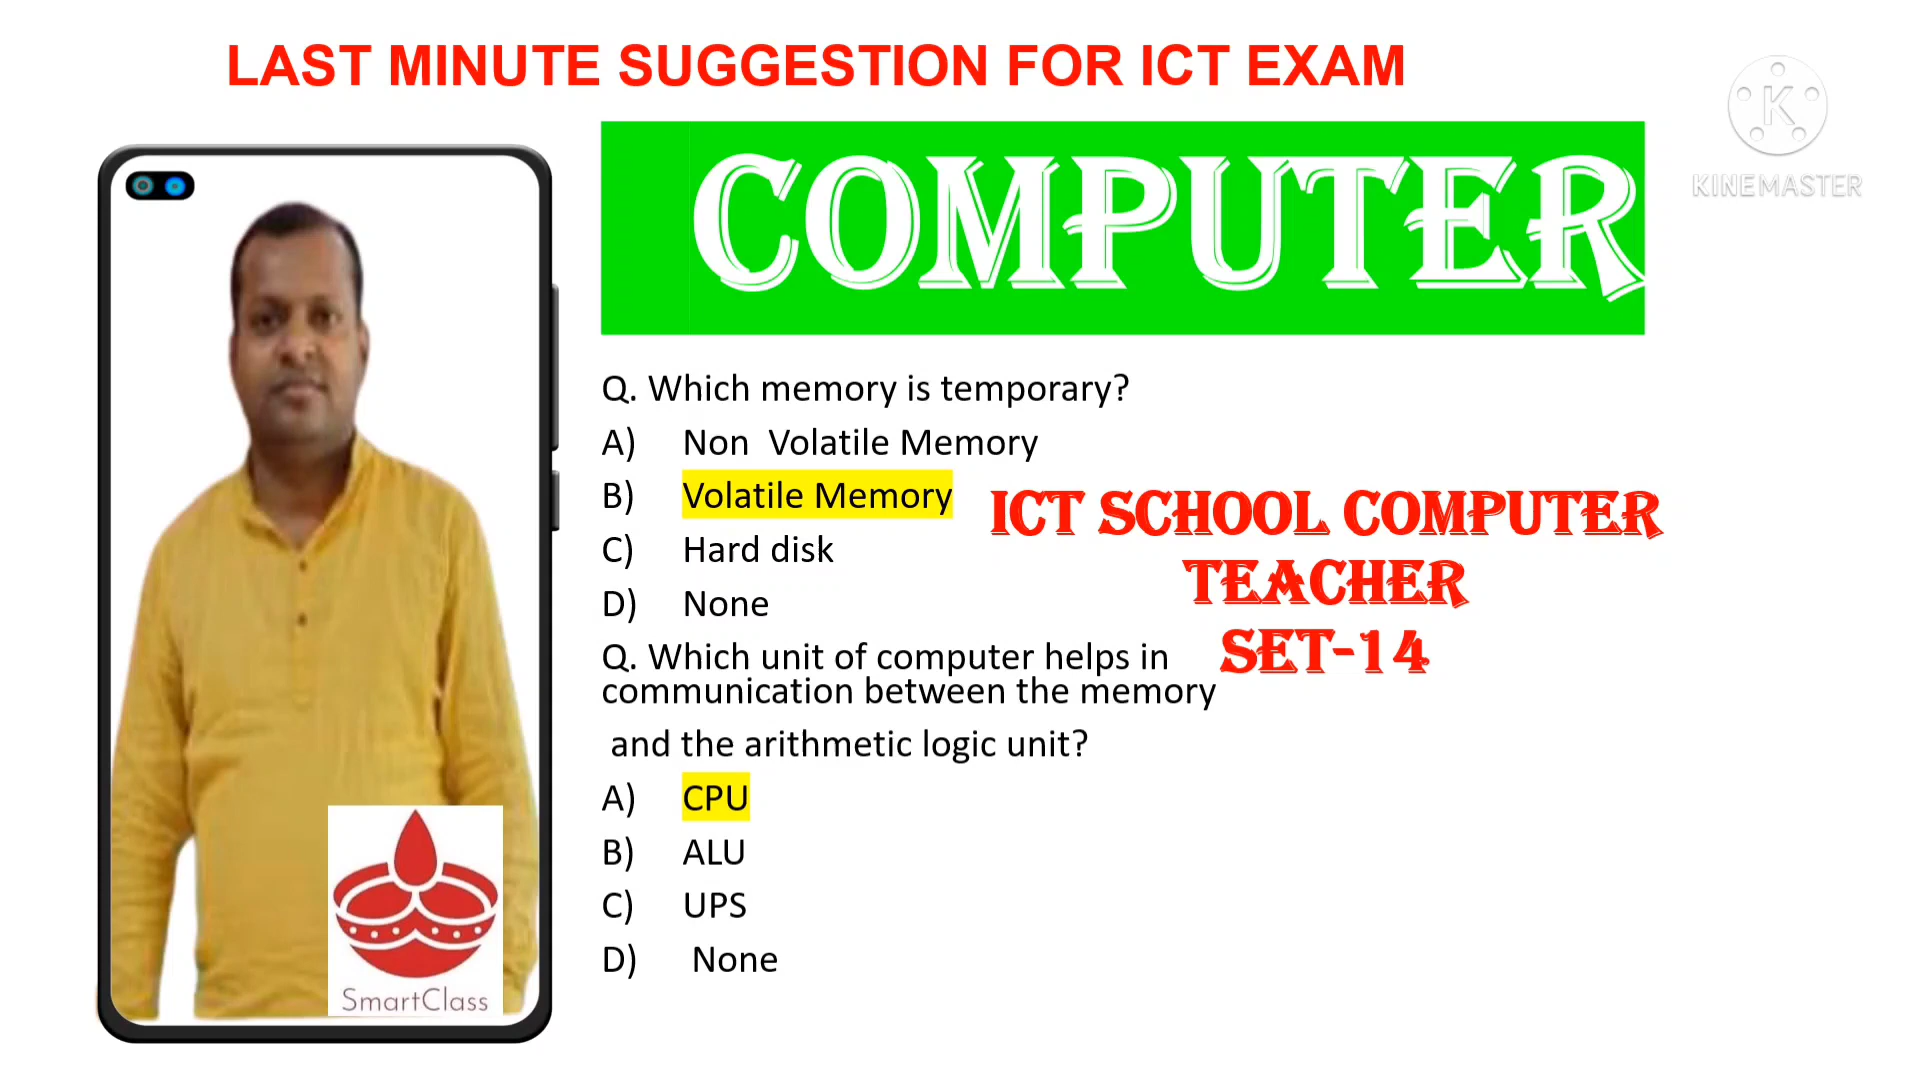 LAST MINUTE SUGGESTION FOR ICT EXAM
K
KINEMASTER
COMPUTER
Q. Which memory is temporary?
A) Non Volatile Memory
B) Volatile Memory
C) Hard disk
D) None
ICT SCHOOL COMPUTER
TEACHER
SET-14
Q. Which unit of computer helps in
communication between the memory
and the arithmetic logic unit?
A) CPU
B) ALU
C) UPS
D) None
SmartClass